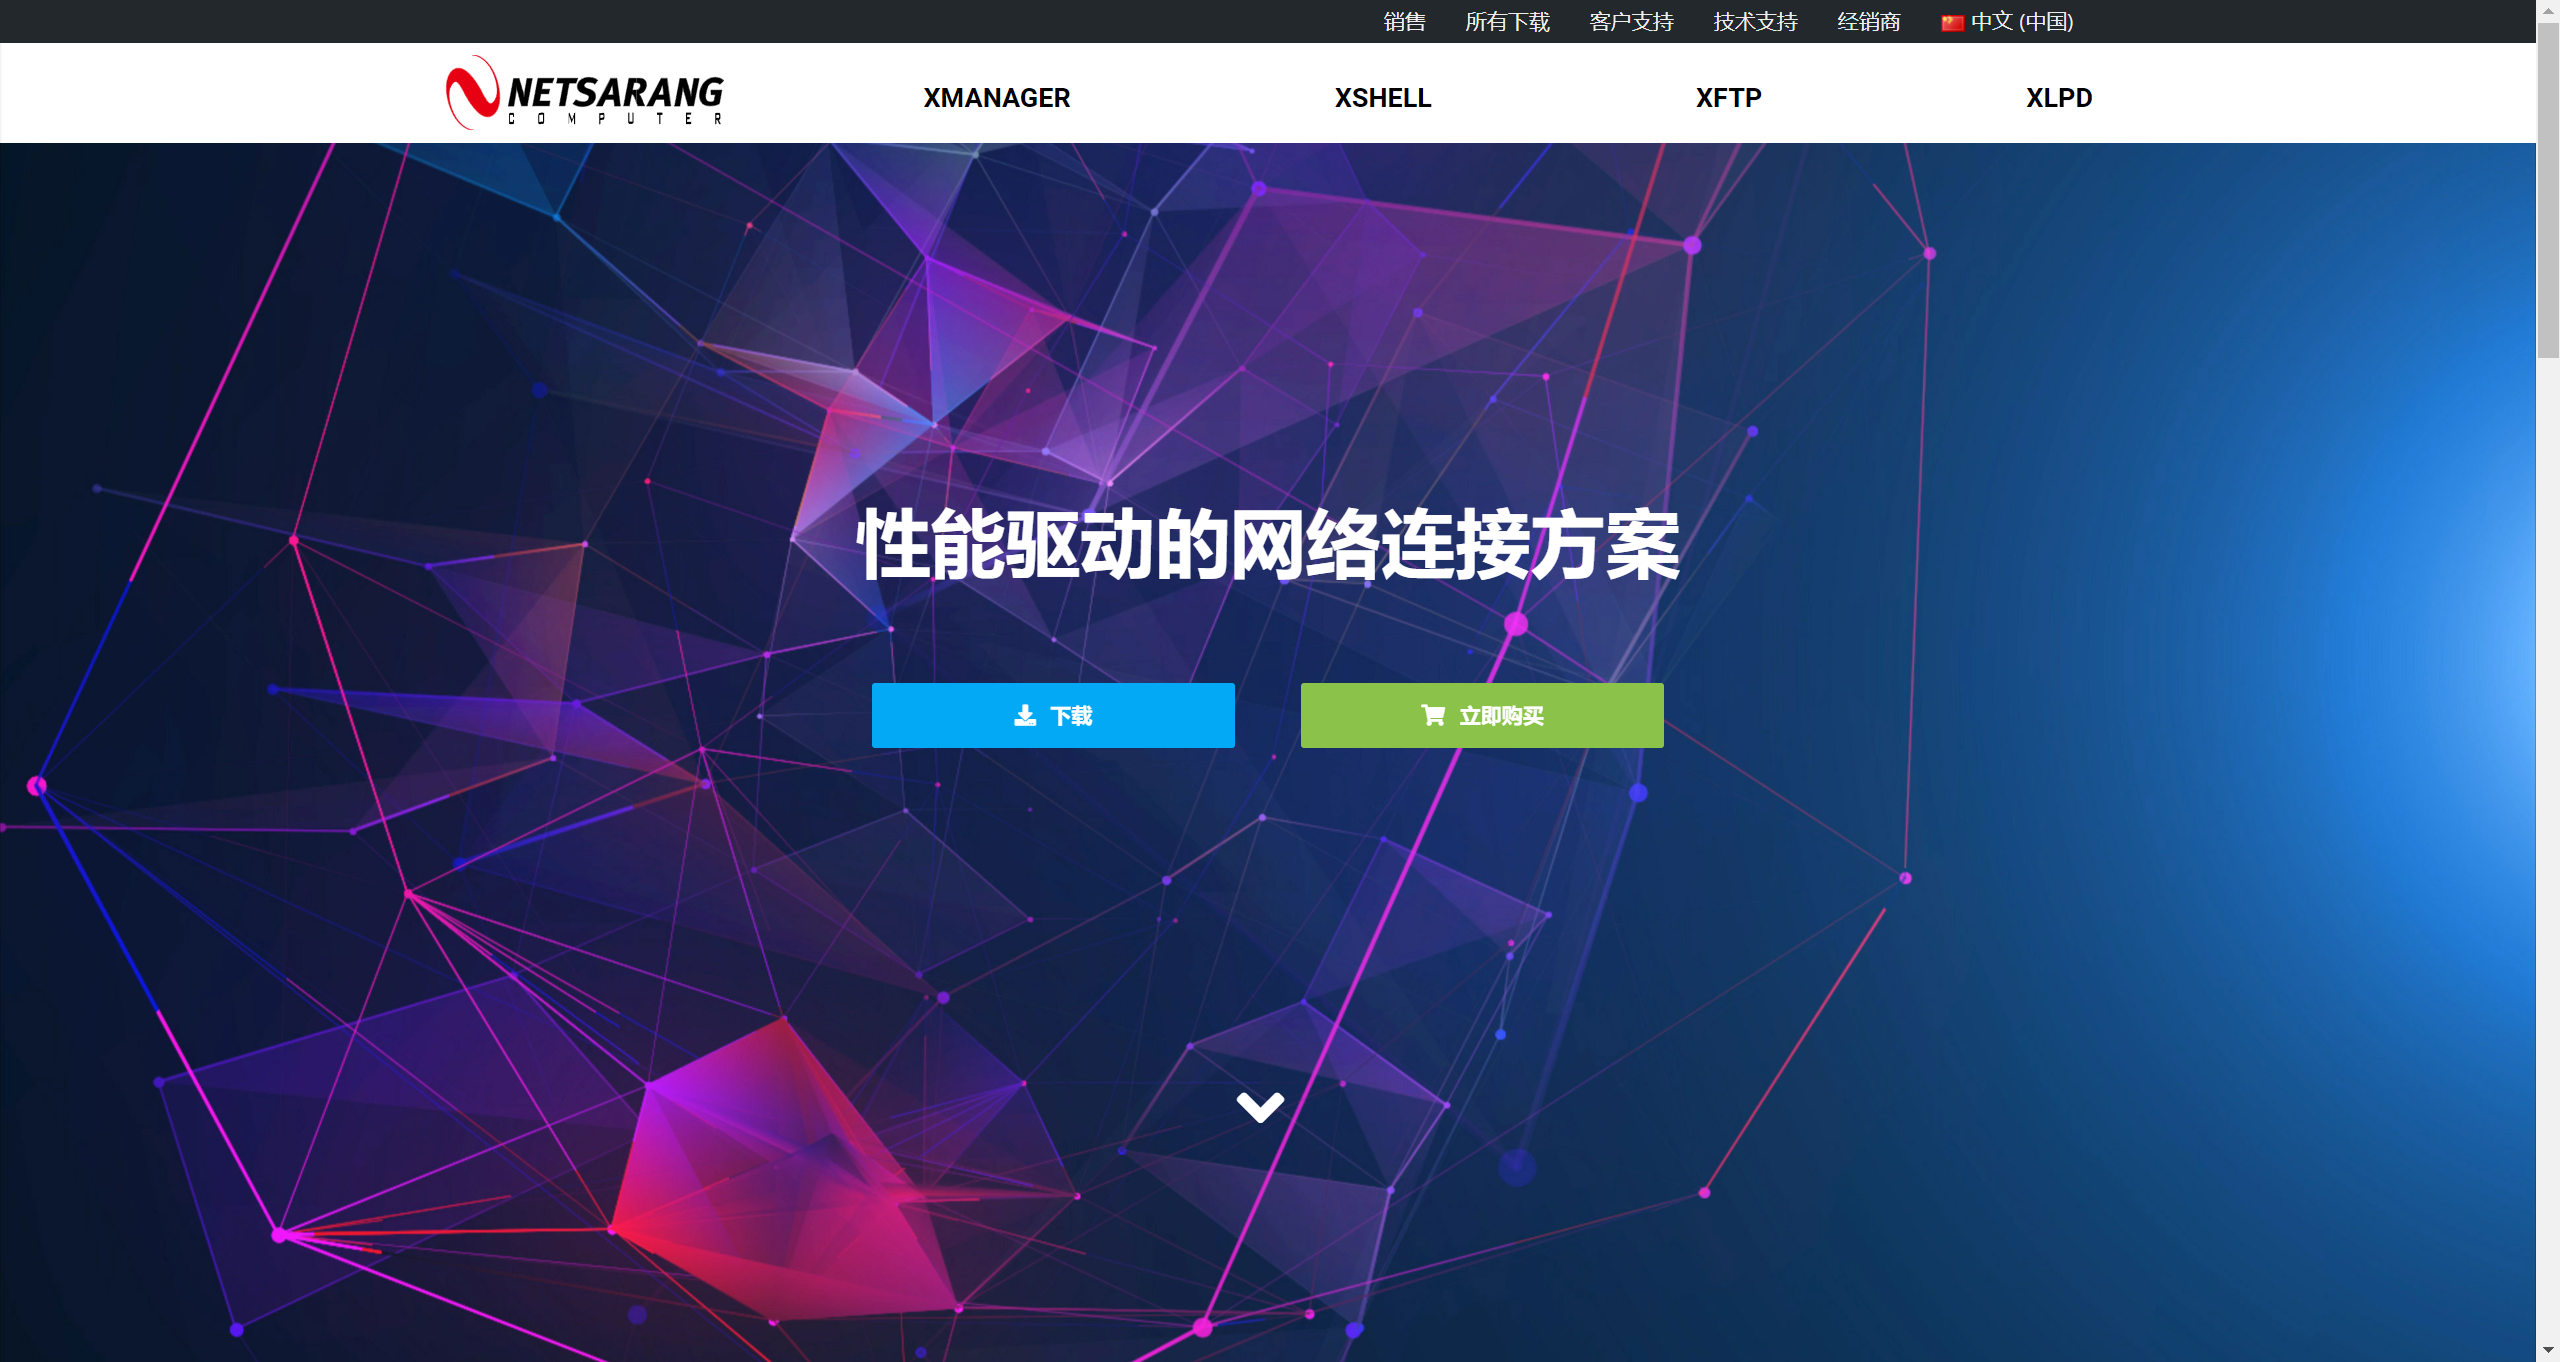 销售 所有下载 客户支持 技术支持 经销商 中文 (中国)
NETSARANG
COMPUTER
XMANAGER XSHELL XFTP XLPD
性能驱动的网络连接方案
下载 立即购买